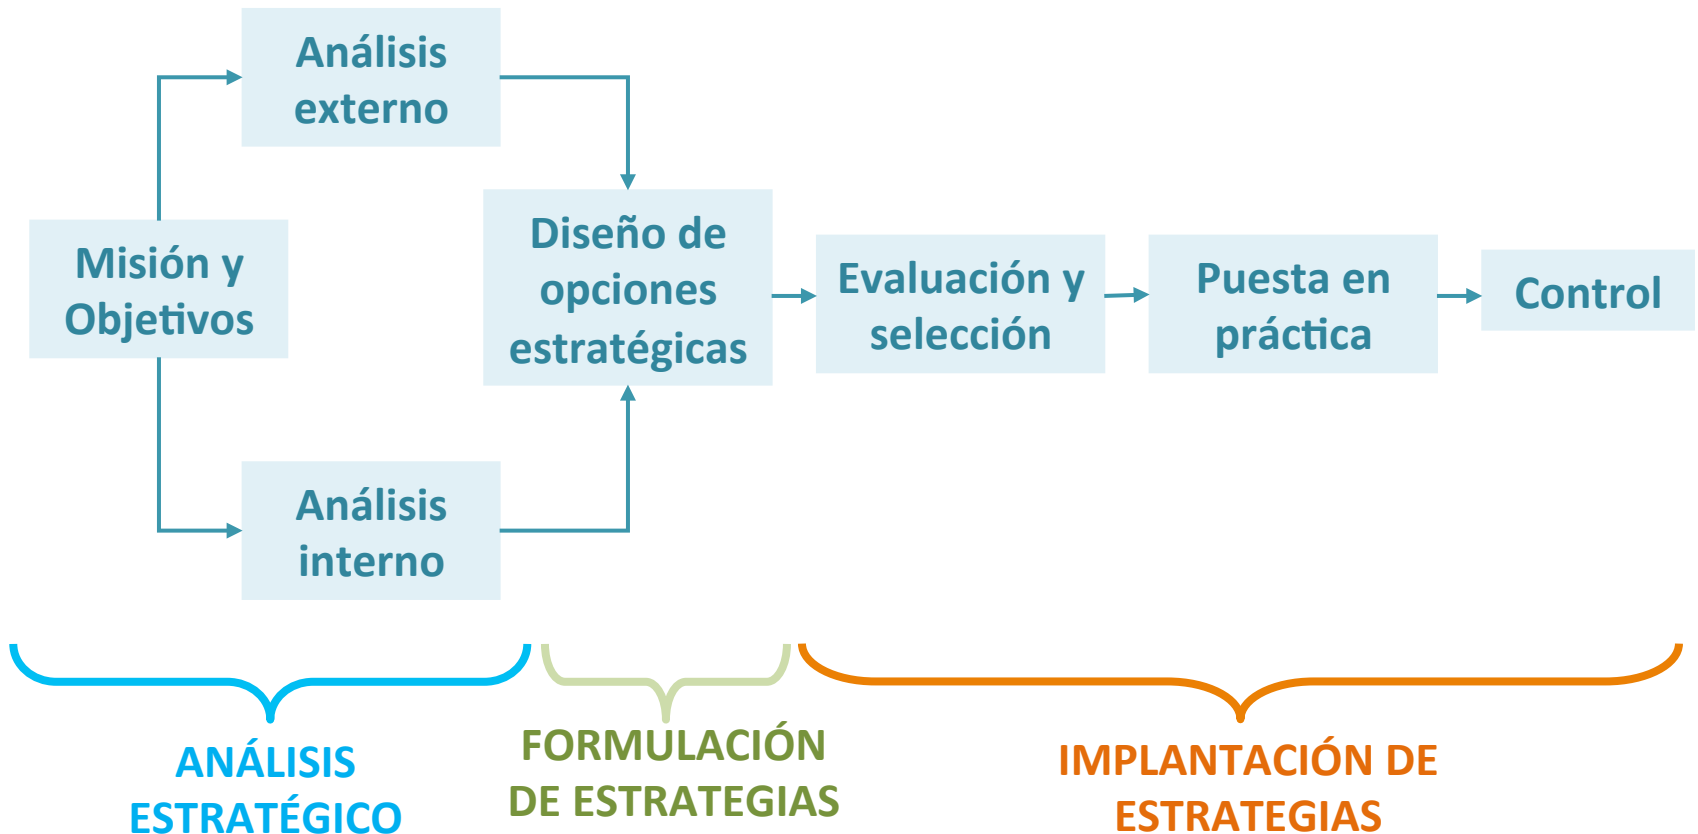 Análisis
externo
Misión y
Objetivos
Diseño de
opciones
estratégicas
Evaluación y
selección
Puesta en
práctica
Control
Análisis
interno
ANÁLISIS
ESTRATÉGICO
FORMULACIÓN
DE ESTRATEGIAS
IMPLANTACIÓN DE
ESTRATEGIAS